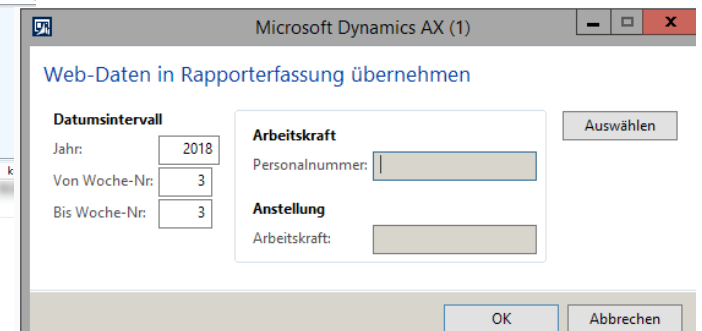 Microsoft Dynamics AX (1)
Web-Daten in Rapporterfassung übernehmen
Datumsintervall
Jahr: 2018
Von Woche-Nr: 3
Bis Woche-Nr: 3
Arbeitskraft
Personalnummer:
Anstellung
Arbeitskraft:
Auswählen
OK Abbrechen
k